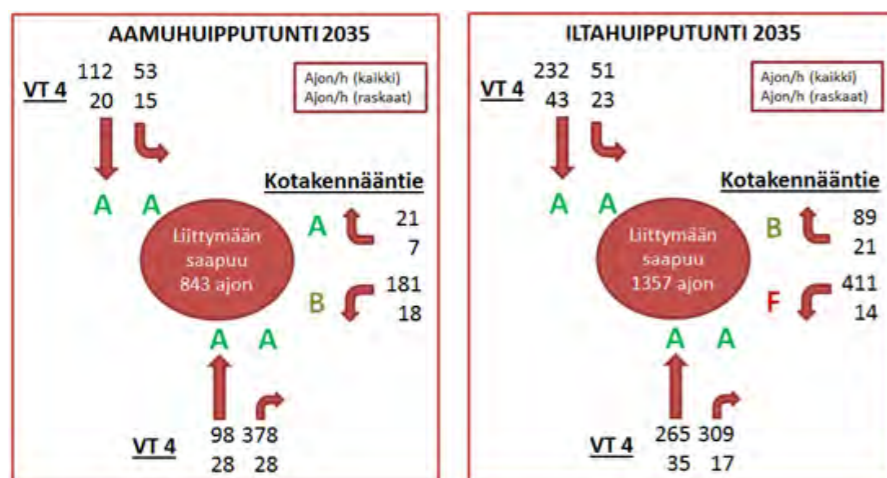 AAMUHUIPPUTUNTI 2035
112 53
VT 4
20 15
Ajon/h (kaikki)
Ajon/h (raskaat)
Kotakennääntie
A A
A
21
7
Liittymään
saapuu
843 ajon
B
181
18
A A
98 378
VT 4
28 28
ILTAHUIPPUTUNTI 2035
232 51
VT 4
43 23
Ajon/h (kaikki)
Ajon/h (raskaat)
Kotakennääntie
A A
B
89
21
Liittymään
saapuu
1357 ajon
F
411
14
A A
265 309
VT 4
35 17